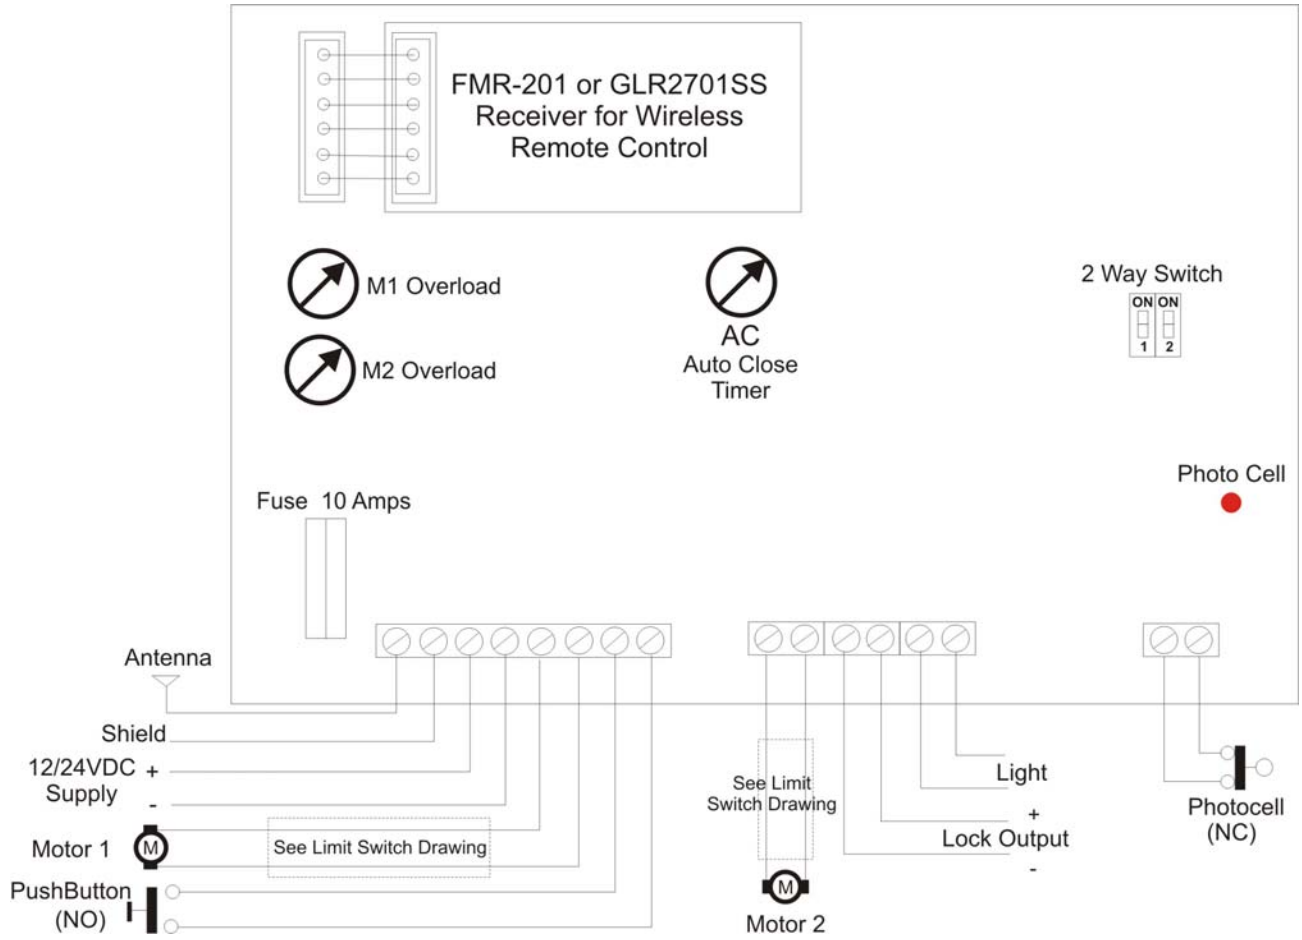 FMR-201 or GLR2701SS
Receiver for Wireless
Remote Control
M1 Overload
M2 Overload
AC
Auto Close
Timer
2 Way Switch
ON ON
1 2
Photo Cell
Fuse 10 Amps
Antenna
Shield
12/24VDC +
Supply -
Motor 1
M
See Limit Switch Drawing
PushButton
(NO)
See Limit
Switch Drawing
M
Motor 2
Light
+
Lock Output
-
Photocell
(NC)